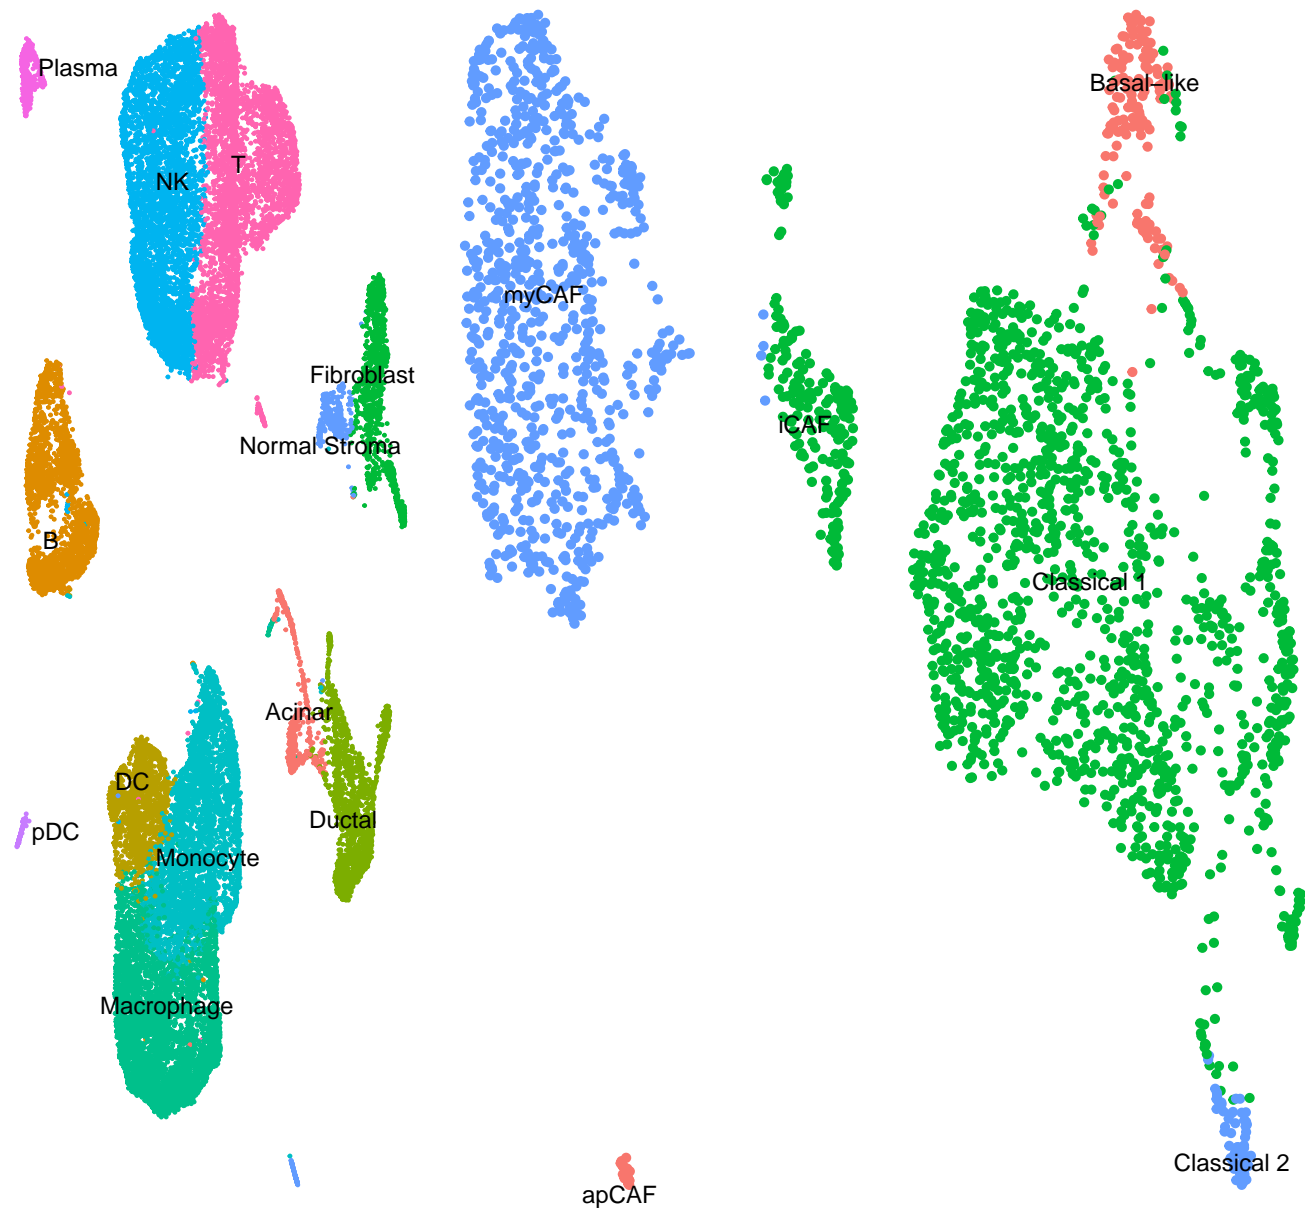 Plasma
Basal−like
T
NK
myCAF
Fibroblast
iCAF
Normal Stroma
B
Classical 1
Acinar
DC
Ductal
pDC
Monocyte
Macrophage
Classical 2
apCAF